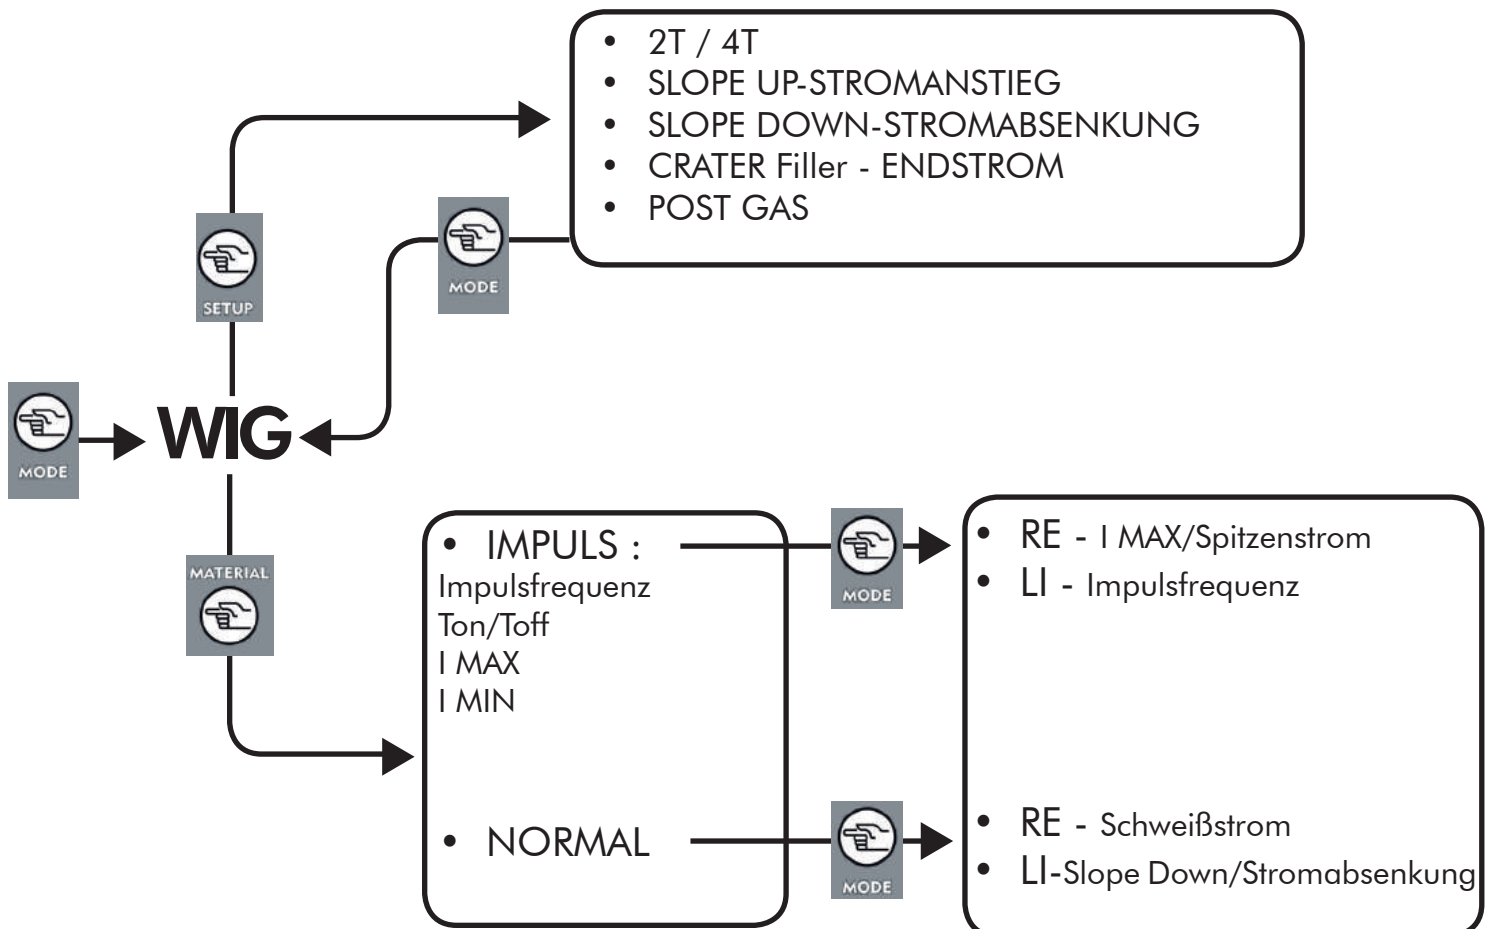 • 2T / 4T
• SLOPE UP-STROMANSTIEG
• SLOPE DOWN-STROMABSENKUNG
• CRATER Filler - ENDSTROM
• POST GAS
MODE
SETUP
MODE
WIG
MATERIAL
• IMPULS :
Impulsfrequenz
Ton/Toff
I MAX
I MIN
MODE
• RE - I MAX/Spitzenstrom
• LI - Impulsfrequenz
• NORMAL
MODE
• RE - Schweißstrom
• LI-Slope Down/Stromabsenkung